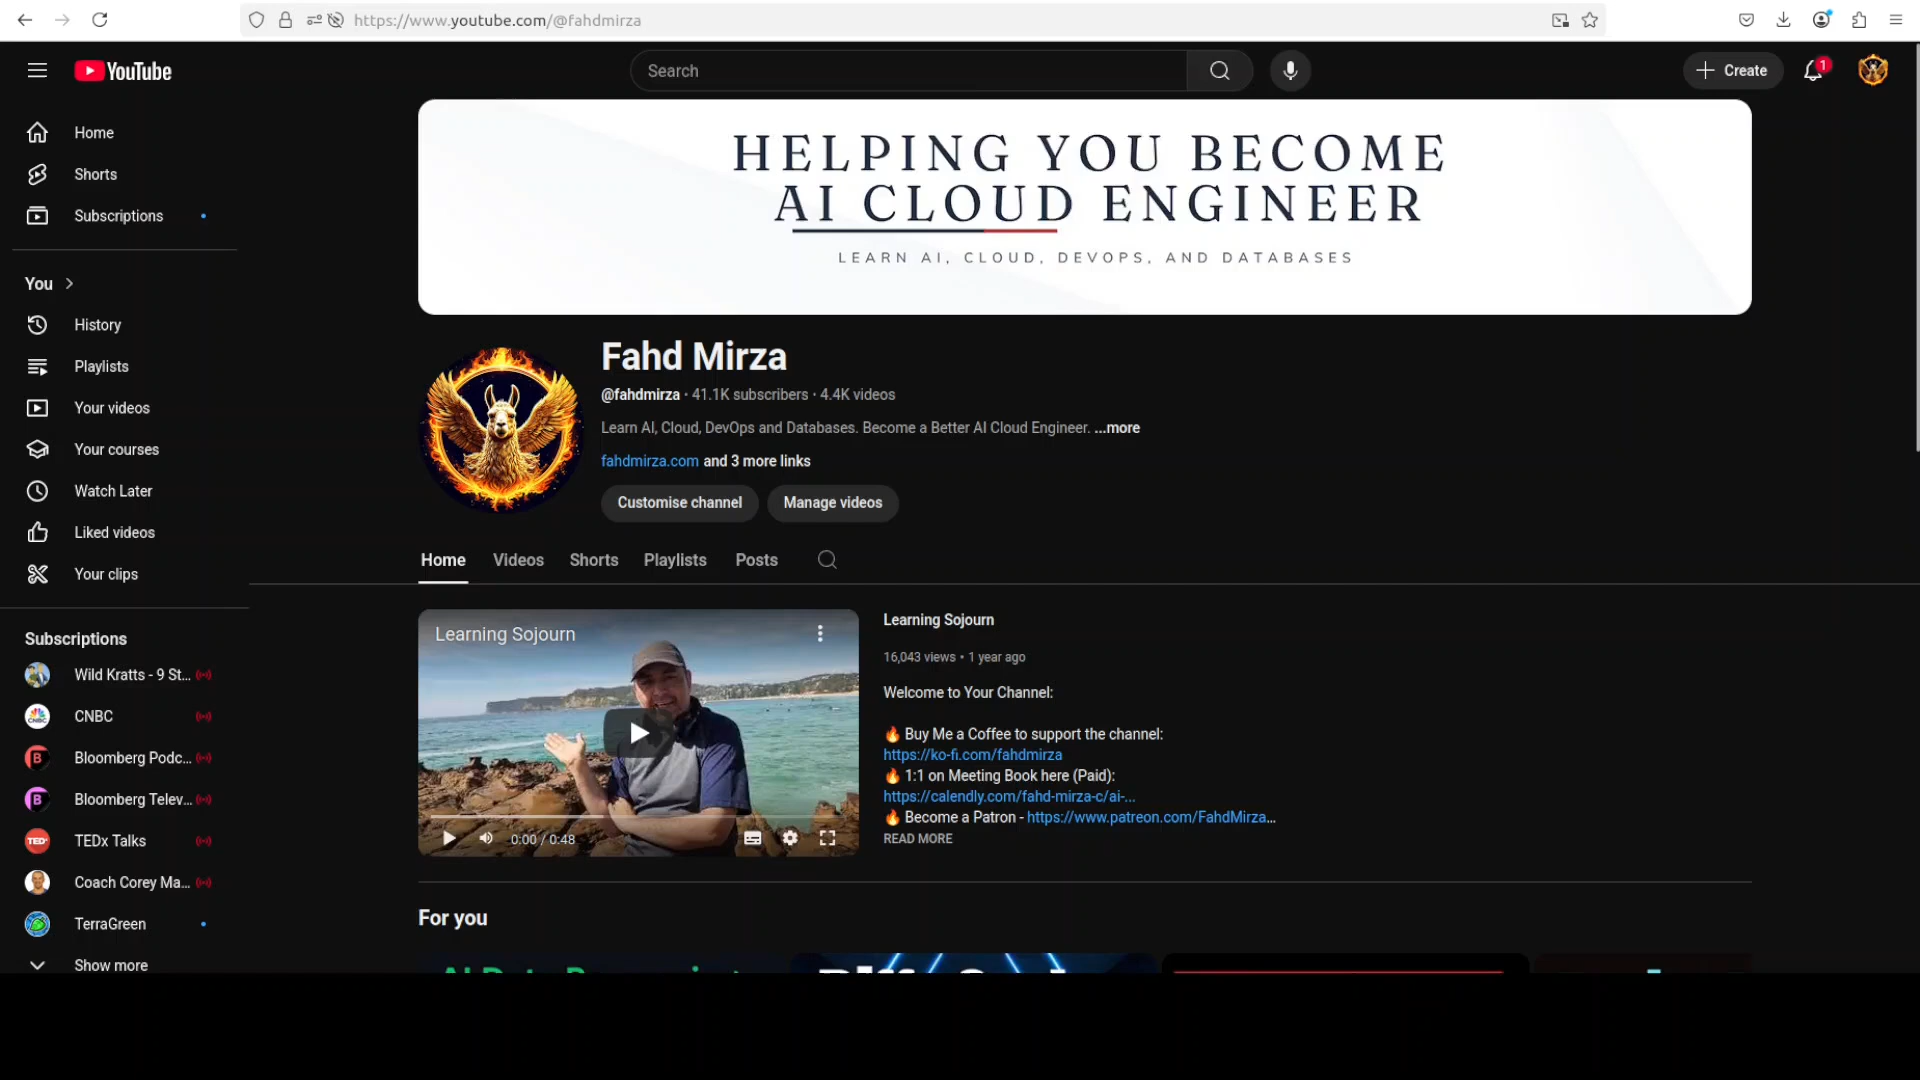 https://www.youtube.com/@fahdmirza
YouTube
Search
Create
1
Home
Shorts
Subscriptions
You
History
Playlists
Your videos
Your courses
Watch Later
Liked videos
Your clips
Subscriptions
Wild Kratts - 9 St...
CNBC
Bloomberg Podc...
Bloomberg Telev...
TEDx Talks
Coach Corey Ma...
TerraGreen
Show more
HELPING YOU BECOME
AI CLOUD ENGINEER
LEARN AI, CLOUD, DEVOPS, AND DATABASES
Fahd Mirza
@fahdmirza · 41.1K subscribers · 4.4K videos
Learn AI, Cloud, DevOps and Databases. Become a Better AI Cloud Engineer. ...more
fahdmirza.com and 3 more links
Customise channel Manage videos
Home Videos Shorts Playlists Posts
Learning Sojourn
0:00 / 0:48
Learning Sojourn
16,043 views • 1 year ago
Welcome to Your Channel:
🔥 Buy Me a Coffee to support the channel:
https://ko-fi.com/fahdmirza
🔥 1:1 on Meeting Book here (Paid):
https://calendly.com/fahd-mirza-c/ai-...
🔥 Become a Patron - https://www.patreon.com/FahdMirza...
READ MORE
For you